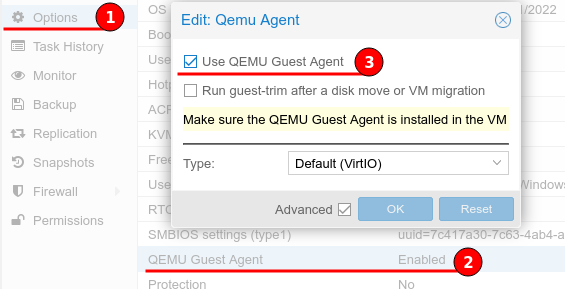 Options
1
Task History
Monitor
Backup
Replication
Snapshots
Firewall
Permissions
OS
/2022
Boo
Use
Hotp
ACP
KVM
Free
Use
Windows
RTC
Edit: Qemu Agent
Use QEMU Guest Agent
3
Run guest-trim after a disk move or VM migration
Make sure the QEMU Guest Agent is installed in the VM
Type: Default (VirtIO)
Advanced OK Reset
SMBIOS settings (type1) uuid=7c417a30-7c63-4ab4-a
QEMU Guest Agent Enabled
2
Protection No